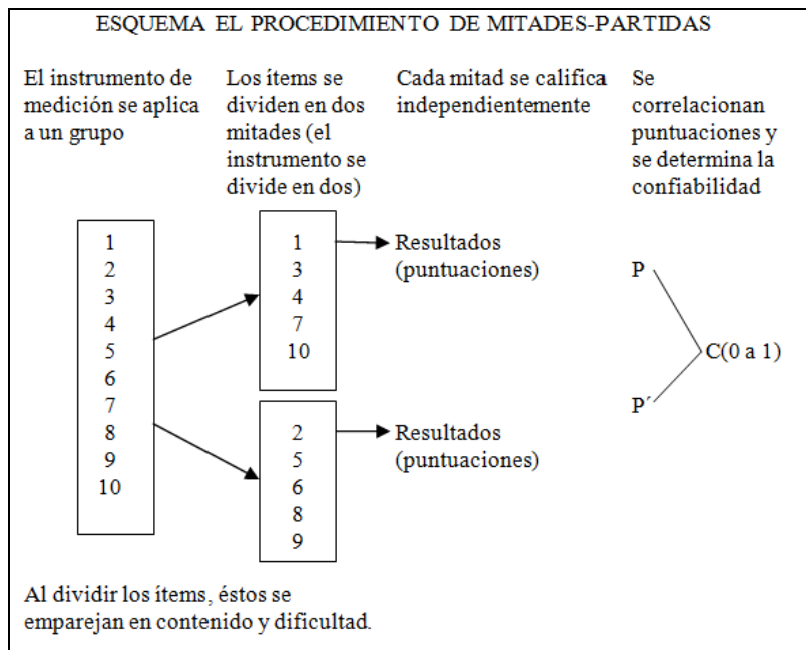 ESQUEMA EL PROCEDIMIENTO DE MITADES-PARTIDAS
El instrumento de
medición se aplica
a un grupo
Los ítems se
dividen en dos
mitades (el
instrumento se
divide en dos)
Cada mitad se califica
independientemente
Se
correlacionan
puntuaciones y
se determina la
confiabilidad
1
2
3
4
5
6
7
8
9
10
1
3
4
7
10
Resultados
(puntuaciones)
2
5
6
8
9
Resultados
(puntuaciones)
P
C(0 a 1)
P´
Al dividir los ítems, éstos se
emparejan en contenido y dificultad.